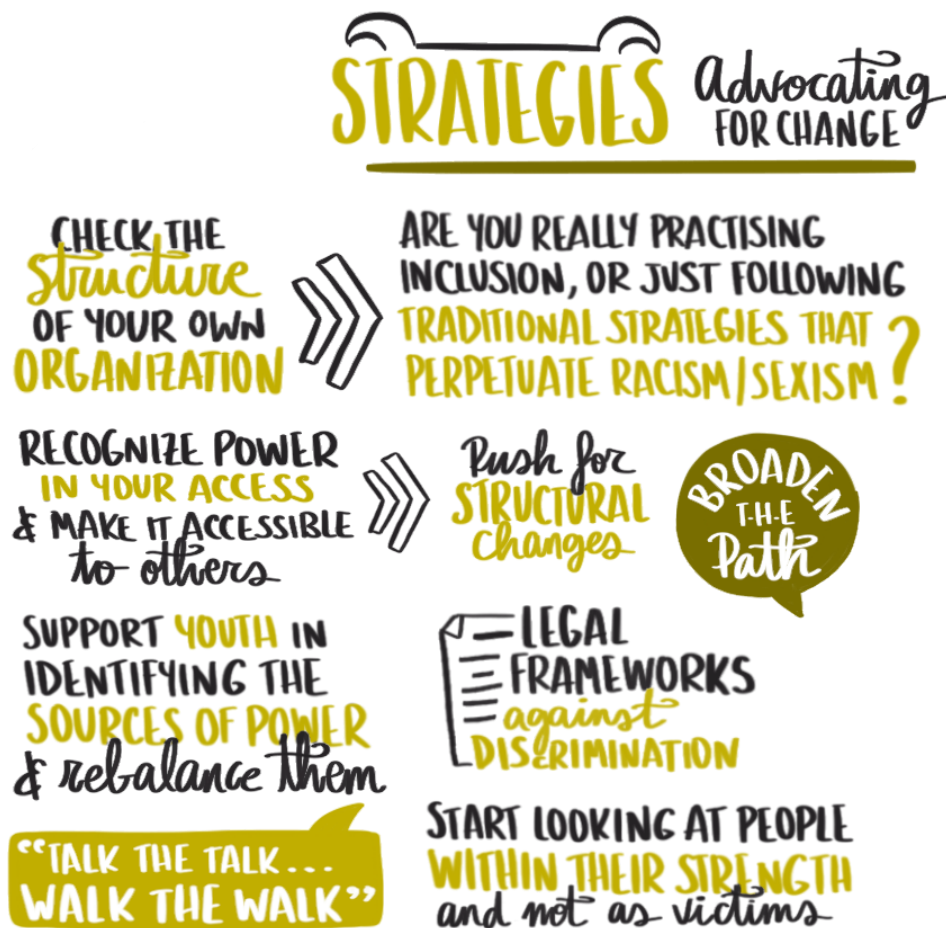 STRATEGIES
Advocating
FOR CHANGE
CHECK THE
structure
OF YOUR OWN
ORGANIZATION
ARE YOU REALLY PRACTISING
INCLUSION, OR JUST FOLLOWING
TRADITIONAL STRATEGIES THAT
PERPETUATE RACISM/SEXISM?
RECOGNIZE POWER
IN YOUR ACCESS
& MAKE IT ACCESSIBLE
to others
Push for
STRUCTURAL
changes
BROADEN
T-H-E
Path
SUPPORT YOUTH IN
IDENTIFYING THE
SOURCES OF POWER
& rebalance them
LEGAL
FRAMEWORKS
against
DISCRIMINATION
"TALK THE TALK...
WALK THE WALK"
START LOOKING AT PEOPLE
WITHIN THEIR STRENGTH
and not as victims